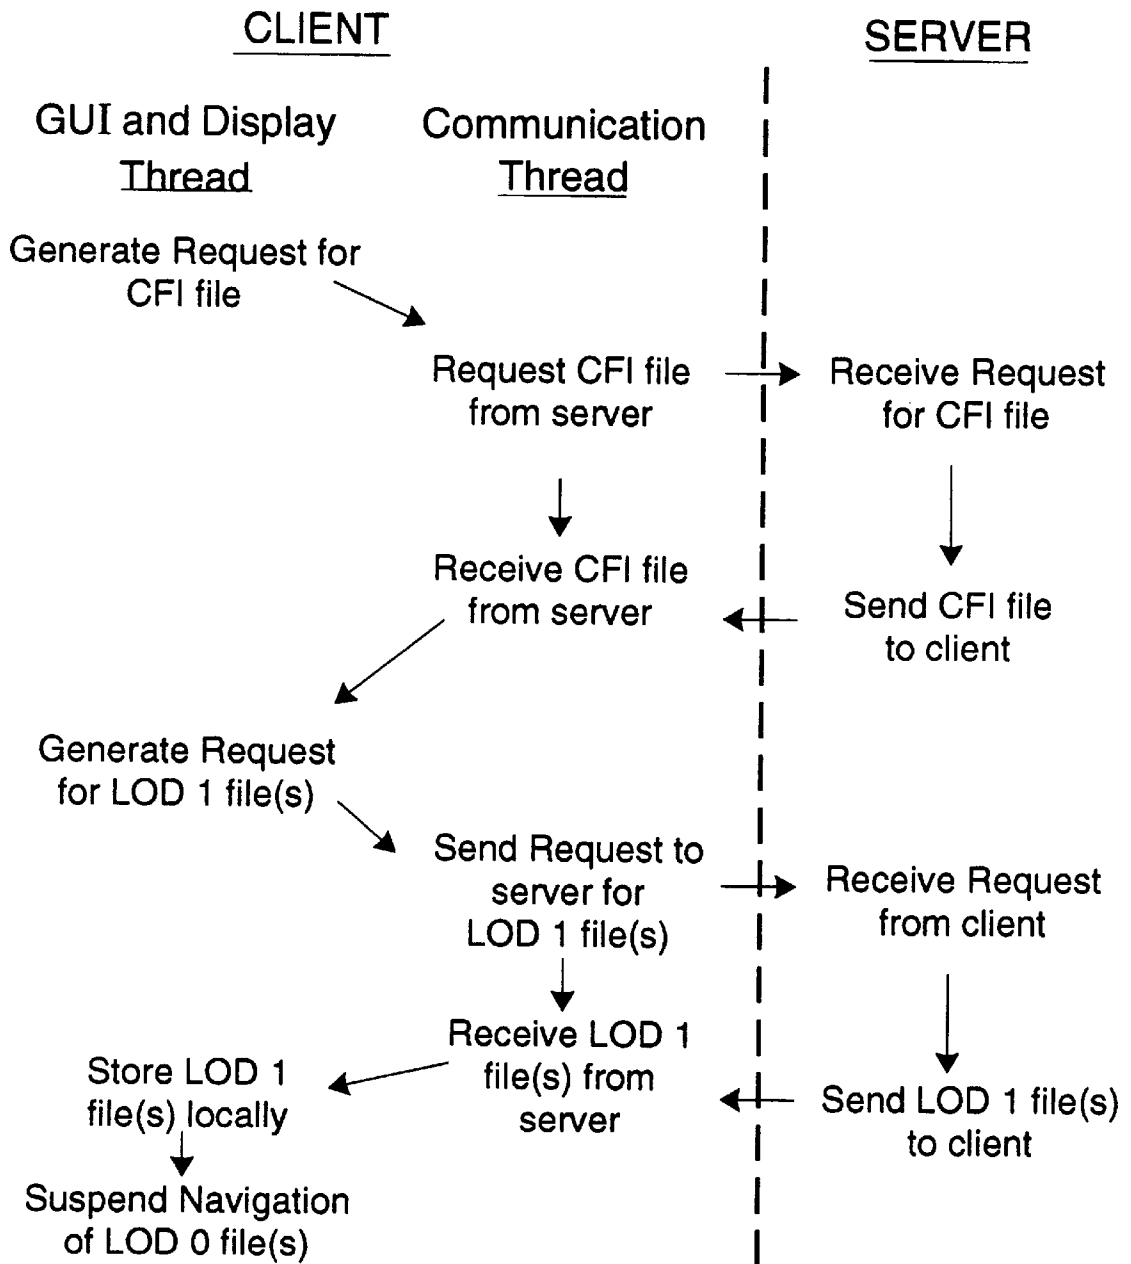 CLIENT
SERVER
GUI and Display
Thread
Communication
Thread
Generate Request for
CFI file
Request CFI file
from server
Receive Request
for CFI file
Receive CFI file
from server
Send CFI file
to client
Generate Request
for LOD 1 file(s)
Send Request to
server for
LOD 1 file(s)
Receive Request
from client
Receive LOD 1
file(s) from
server
Store LOD 1
file(s) locally
Send LOD 1 file(s)
to client
Suspend Navigation
of LOD 0 file(s)